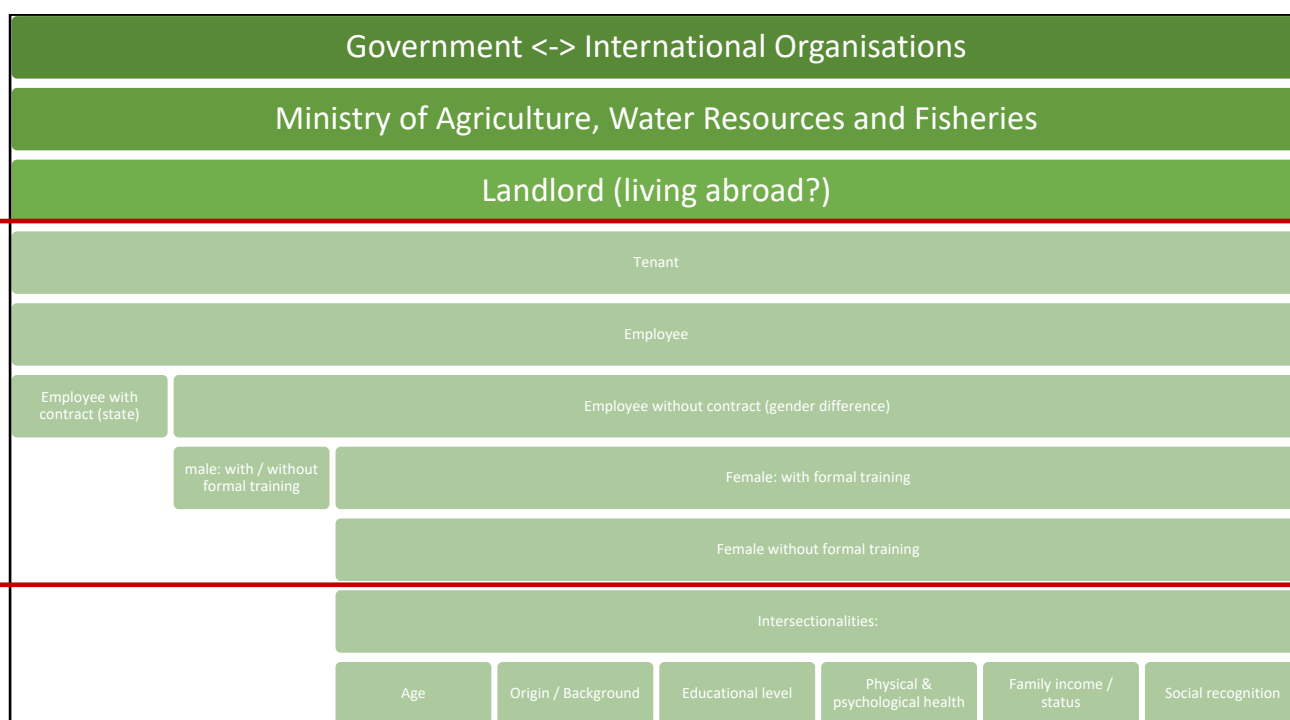 Government <-> International Organisations
Ministry of Agriculture, Water Resources and Fisheries
Landlord (living abroad?)
Tenant
Employee
Employee with
contract (state)
Employee without contract (gender difference)
male: with / without
formal training
Female: with formal training
Female without formal training
Intersectionalities:
Age
Origin / Background
Educational level
Physical &
psychological health
Family income /
status
Social recognition